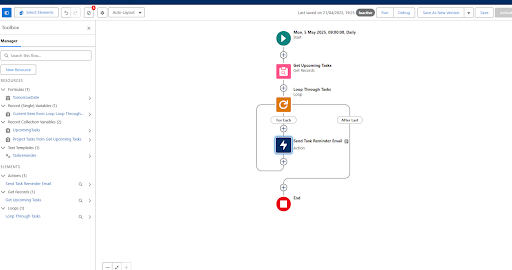 Select Elements
Auto-Layout
Last saved on 21/04/2025, 19:25
Inactive
Run
Debug
Save As New Version
Save
Toolbox
Manager
Search this flow...
New Resource
RESOURCES
Formulas (1)
TomorrowDate
Record (Single) Variables (1)
Current Item from Loop Loop Through...
Record Collection Variables (2)
UpcomingTasks
Project Tasks from Get Upcoming Tasks
Text Templates (1)
Taskreminder
ELEMENTS
Actions (1)
Send Task Reminder Email
Get Records (1)
Get Upcoming Tasks
Loops (1)
Loop Through Tasks
Mon, 5 May 2025, 09:00:00, Daily
Start
Get Upcoming Tasks
Get Records
Loop Through Tasks
Loop
For Each
After Last
Send Task Reminder Email
Action
End